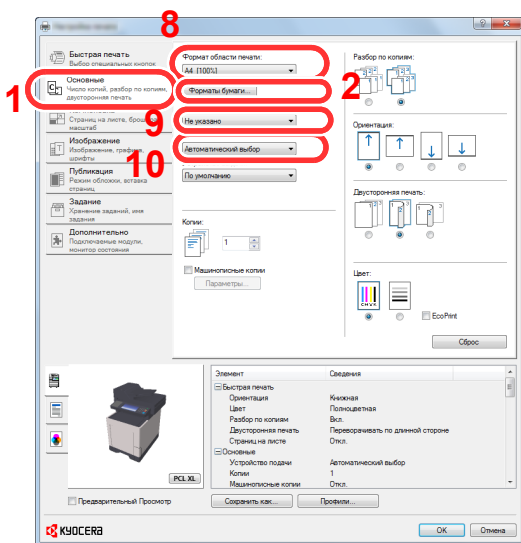 8
Быстрая печать
Выбор специальных кнопок
1
Основные
Число копий, разбор по копиям,
двусторонняя печать
Страниц на листе,
масштаб
Изображение
Изображение, графика,
шрифты
Публикация
Режим обложки, вставка
страниц
Задание
Хранение заданий, имя
задания
Дополнительно
Подключаемые модули,
монитор состояния
Формат области печати:
A4 [100%]
Форматы бумаги...
2
9
Не указано
10
Автоматический выбор
По умолчанию
Копии:
1
Машинописные копии
Параметры...
Разбор по копиям:
Ориентация:
Двусторонняя печать:
Цвет:
CMYK
EcoPrint
Сброс
Элемент Сведения
Быстрая печать
Ориентация Книжная
Цвет Полноцветная
Разбор по копиям Вкл.
Двусторонняя печать Переворачивать по длинной стороне
Страниц на листе Откл.
Основные
Устройство подачи Автоматический выбор
Копии 1
Машинописные копии Откл.
PCL XL
Предварительный Просмотр
Сохранить как...
Профили...
KYOCERA
OK
Отмена